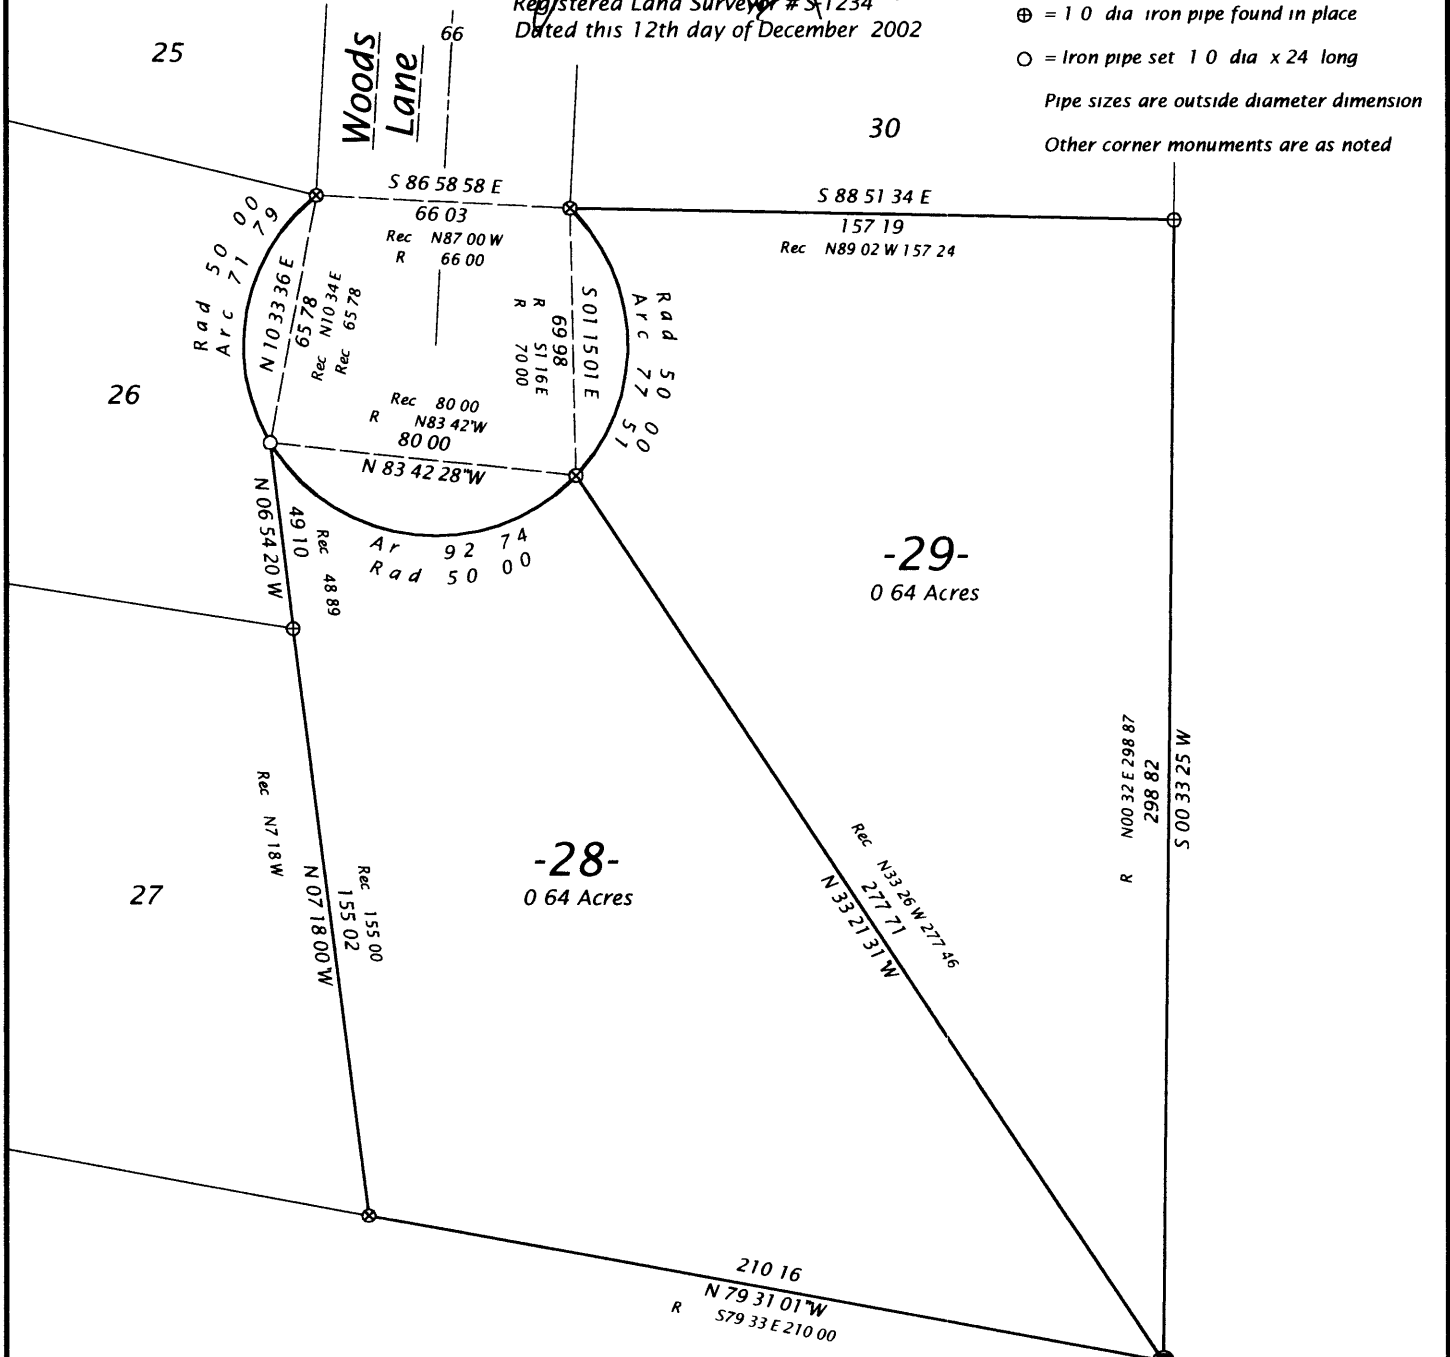 Registered Land Surveyor # S-1234
Dated this 12th day of December 2002
⊕ = 1 0 dia iron pipe found in place
○ = Iron pipe set 1 0 dia x 24 long
Pipe sizes are outside diameter dimension
Other corner monuments are as noted
25
Woods
Lane
66
30
S 86 58 58 E
66 03
Rec N87 00 W
R 66 00
S 88 51 34 E
157 19
Rec N89 02 W 157 24
Rad 50 00
Arc 71 79
N 10 33 36 E
65 78
Rec N10 34 E
Rec 65 78
S 01 15 01 E
69 98
R S1 16 E
R 70 00
Rad 50 00
Arc 77 51
26
Rec 80 00
R N83 42'W
80 00
N 83 42 28"W
Ar 92 74
Rad 50 00
N 06 54 20 W
49 10
Rec 48 89
-29-
0 64 Acres
R N00 32 E 298 87
298 82
S 00 33 25 W
Rec N7 18 W
N 07 18 00"W
155 02
Rec 155 00
27
-28-
0 64 Acres
Rec N33 26 W 277 46
277 71
N 33 21 31"W
210 16
N 79 31 01"W
R S79 33 E 210 00